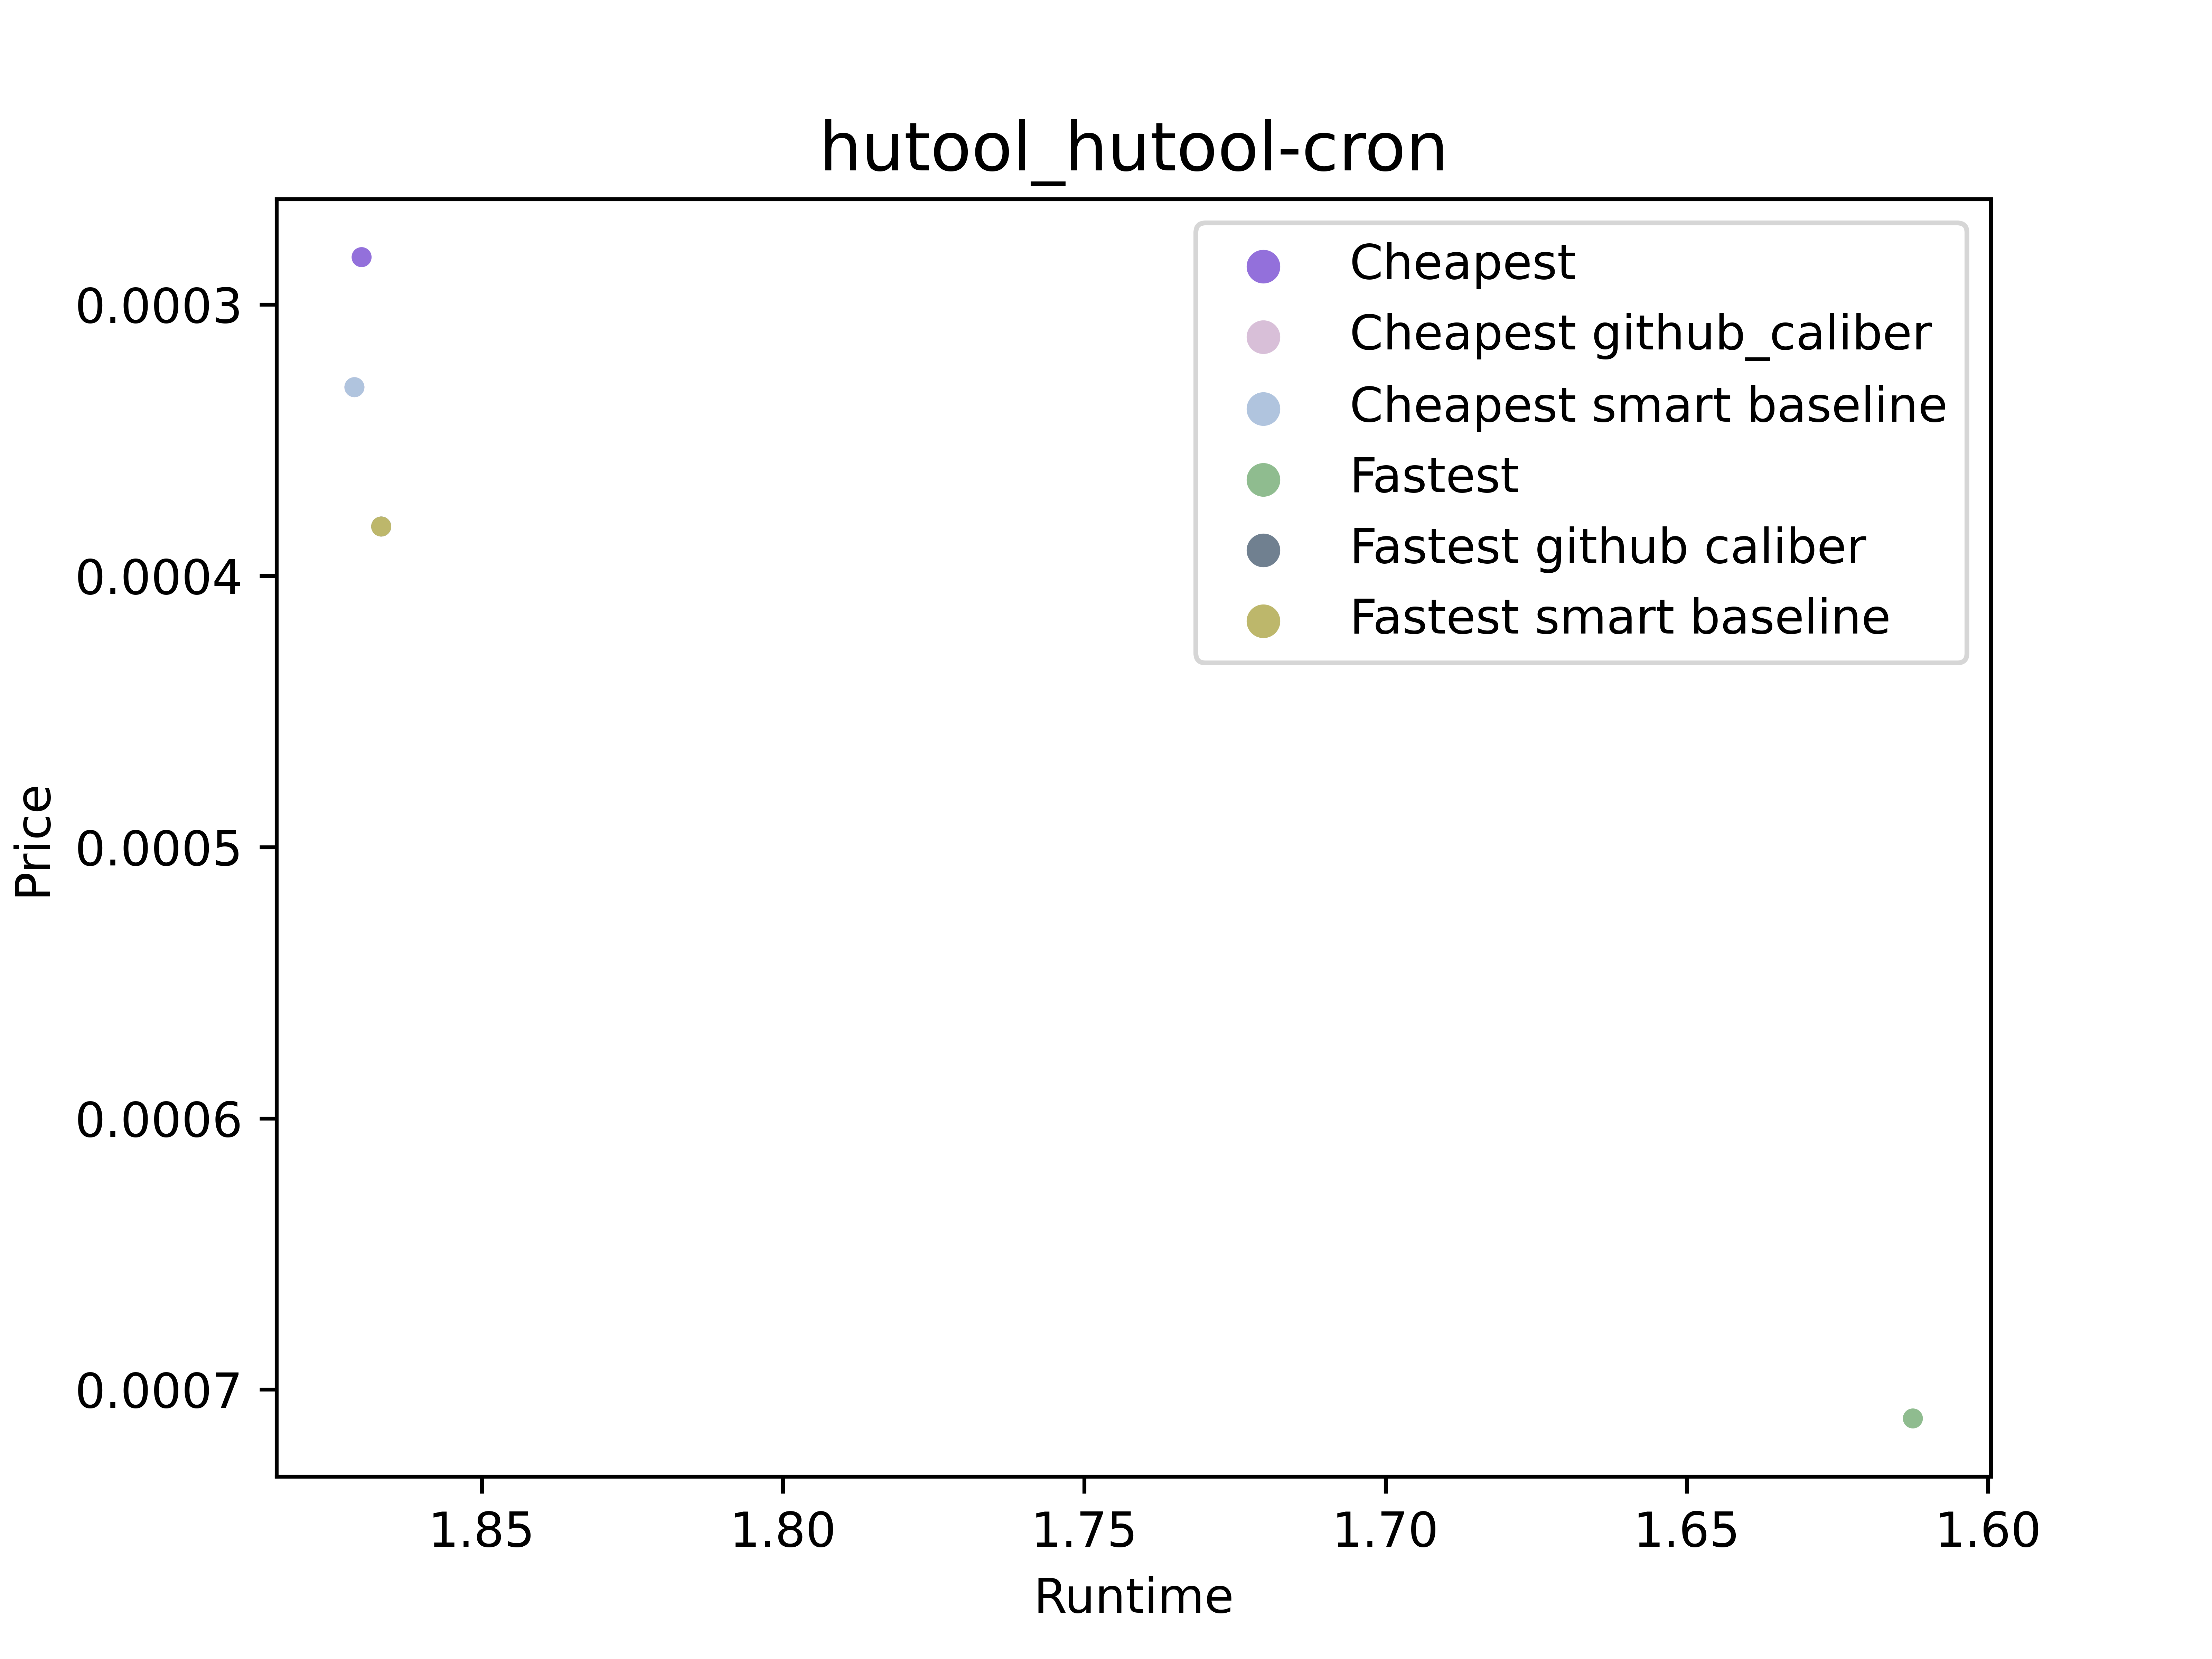 hutool_hutool-cron
Cheapest
Cheapest github_caliber
Cheapest smart baseline
Fastest
Fastest github caliber
Fastest smart baseline
Price
0.0003
0.0004
0.0005
0.0006
0.0007
1.85 1.80 1.75 1.70 1.65 1.60
Runtime